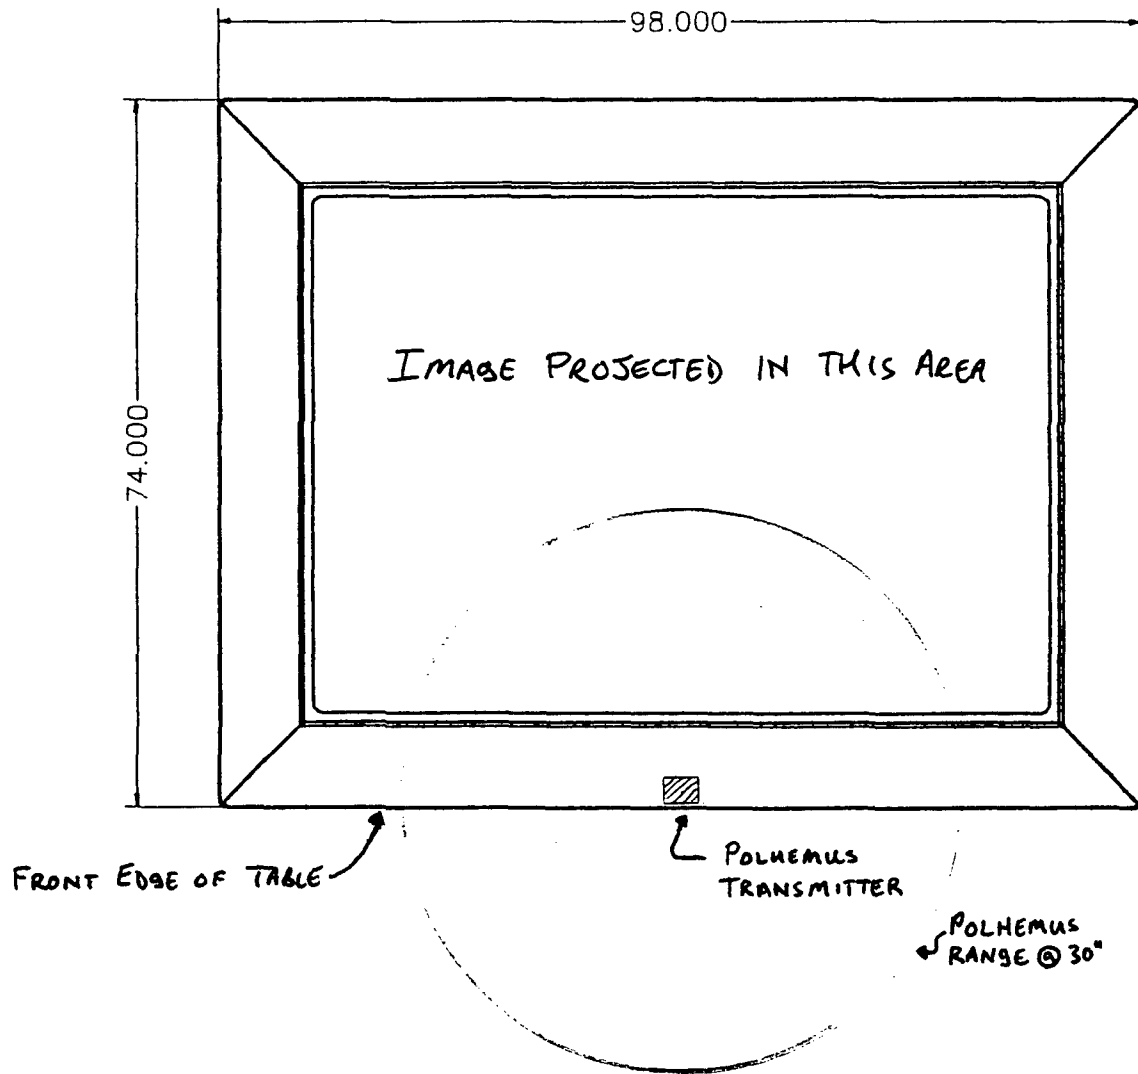 98.000
74.000
IMAGE PROJECTED IN THIS AREA
FRONT EDGE OF TABLE
POLHEMUS
TRANSMITTER
POLHEMUS
RANGE @ 30"